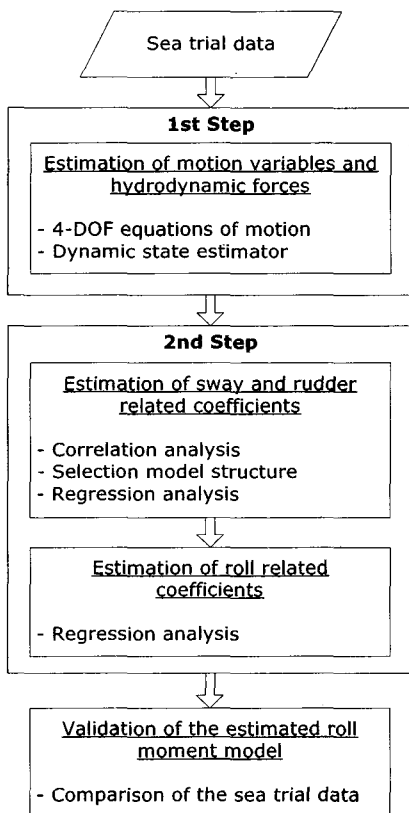 Sea trial data
1st Step
Estimation of motion variables and
hydrodynamic forces
- 4-DOF equations of motion
- Dynamic state estimator
2nd Step
Estimation of sway and rudder
related coefficients
- Correlation analysis
- Selection model structure
- Regression analysis
Estimation of roll related
coefficients
- Regression analysis
Validation of the estimated roll
moment model
- Comparison of the sea trial data